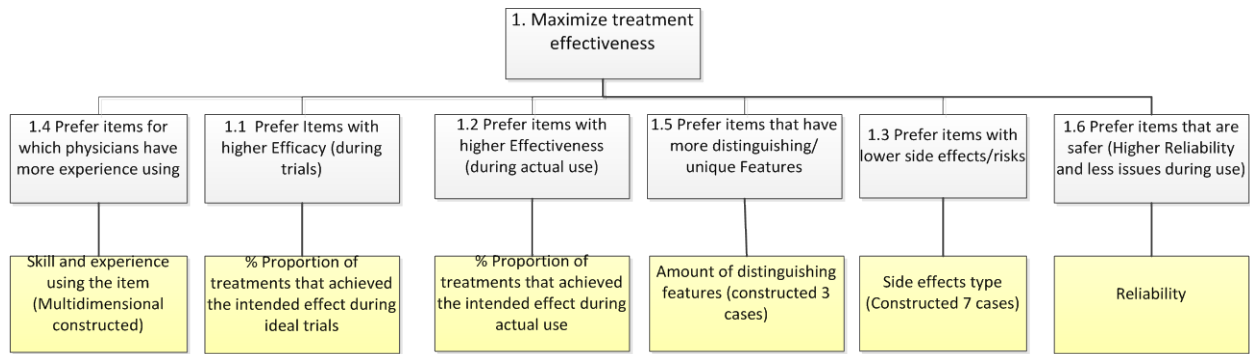 1. Maximize treatment
effectiveness
1.4 Prefer items for
which physicians have
more experience using
1.1 Prefer Items with
higher Efficacy (during
trials)
1.2 Prefer items with
higher Effectiveness
(during actual use)
1.5 Prefer items that have
more distinguishing/
unique Features
1.3 Prefer items with
lower side effects/risks
1.6 Prefer items that are
safer (Higher Reliability
and less issues during use)
Skill and experience
using the item
(Multidimensional
constructed)
% Proportion of
treatments that achieved
the intended effect during
ideal trials
% Proportion of
treatments that achieved
the intended effect during
actual use
Amount of distinguishing
features (constructed 3
cases)
Side effects type
(Constructed 7 cases)
Reliability